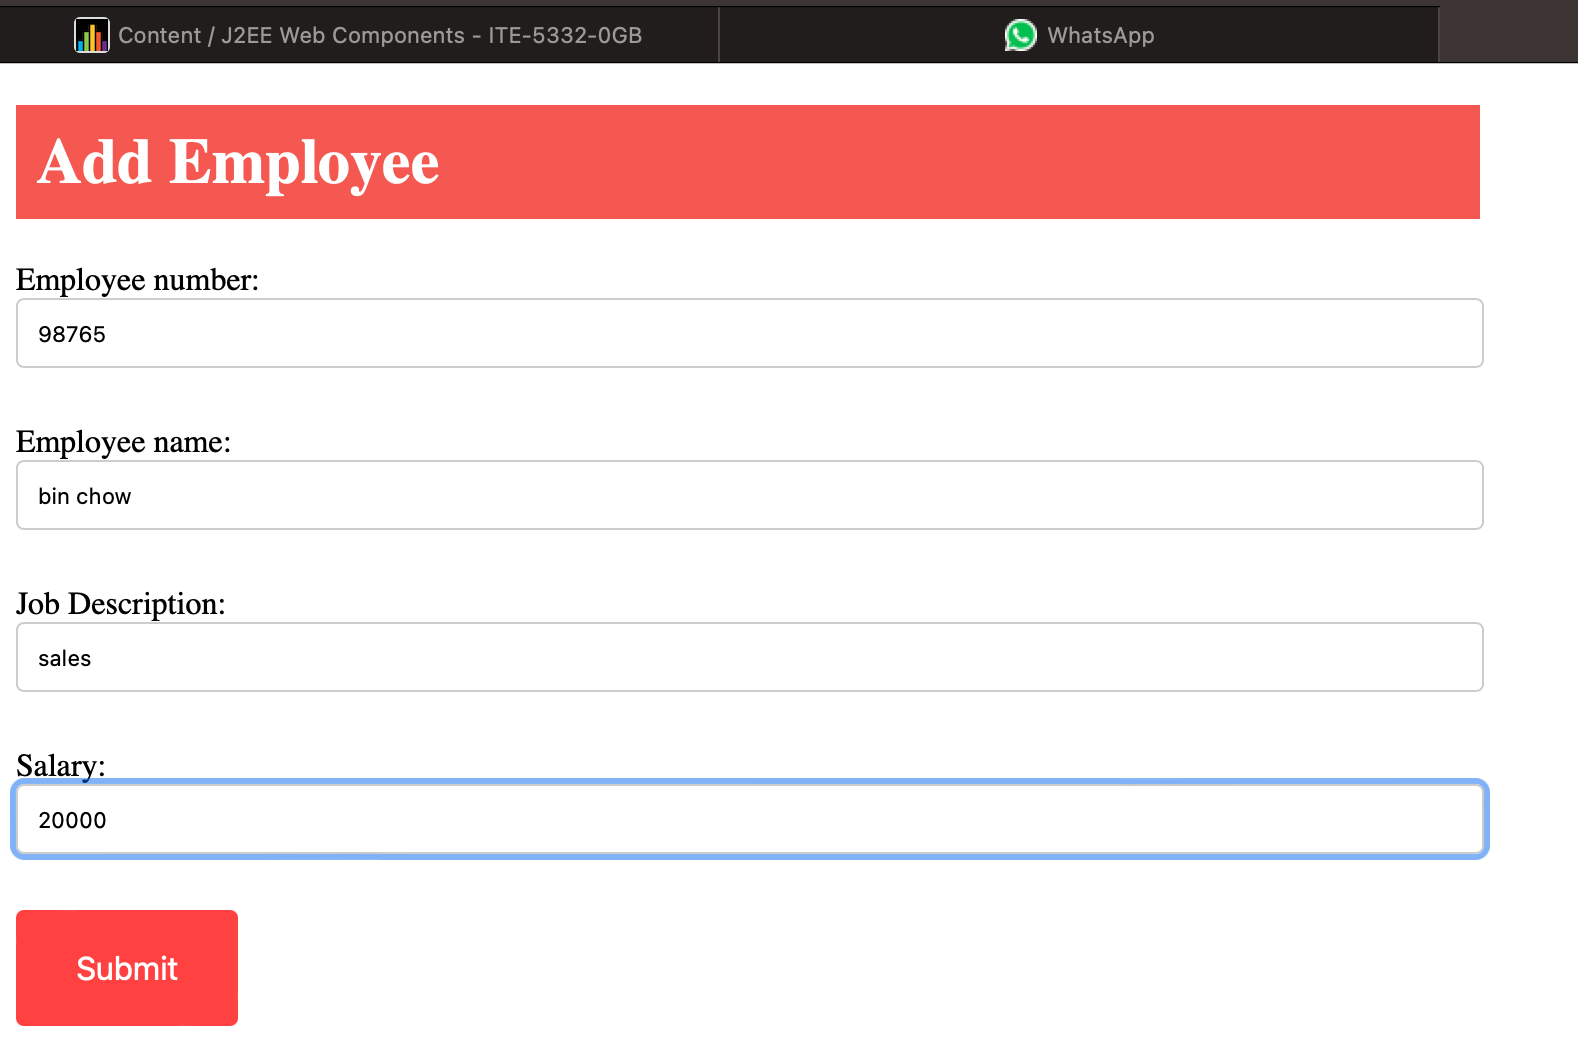 Content / J2EE Web Components - ITE-5332-0GB
WhatsApp
Add Employee
Employee number:
98765
Employee name:
bin chow
Job Description:
sales
Salary:
20000
Submit